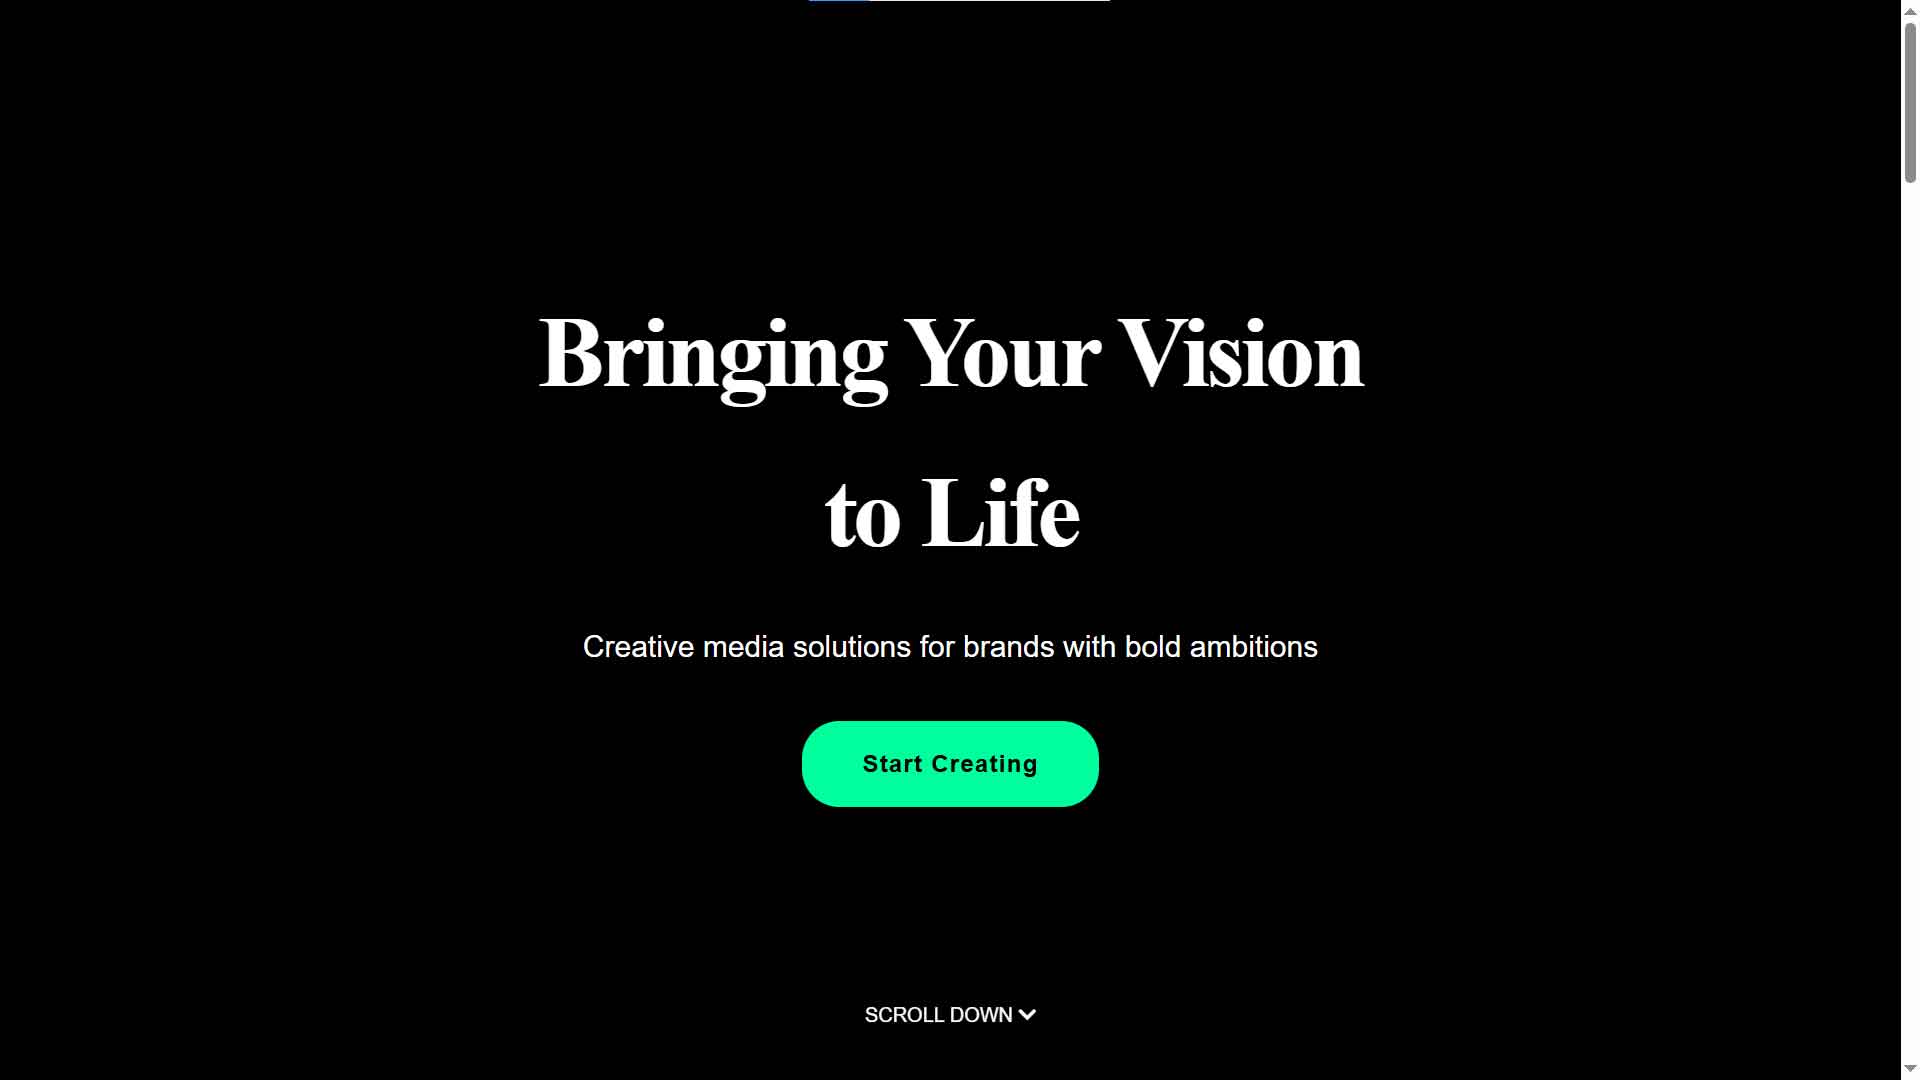 Bringing Your Vision
to Life
Creative media solutions for brands with bold ambitions
Start Creating
SCROLL DOWN